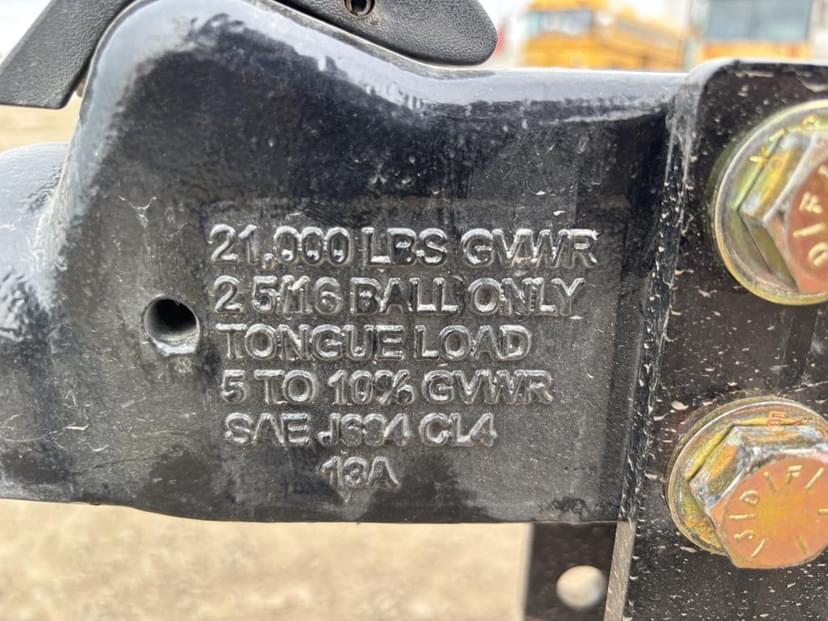 21,000 LBS GVWR
2 5/16 BALL ONLY
TONGUE LOAD
5 TO 10% GVWR
SAE J684 CL4
13A